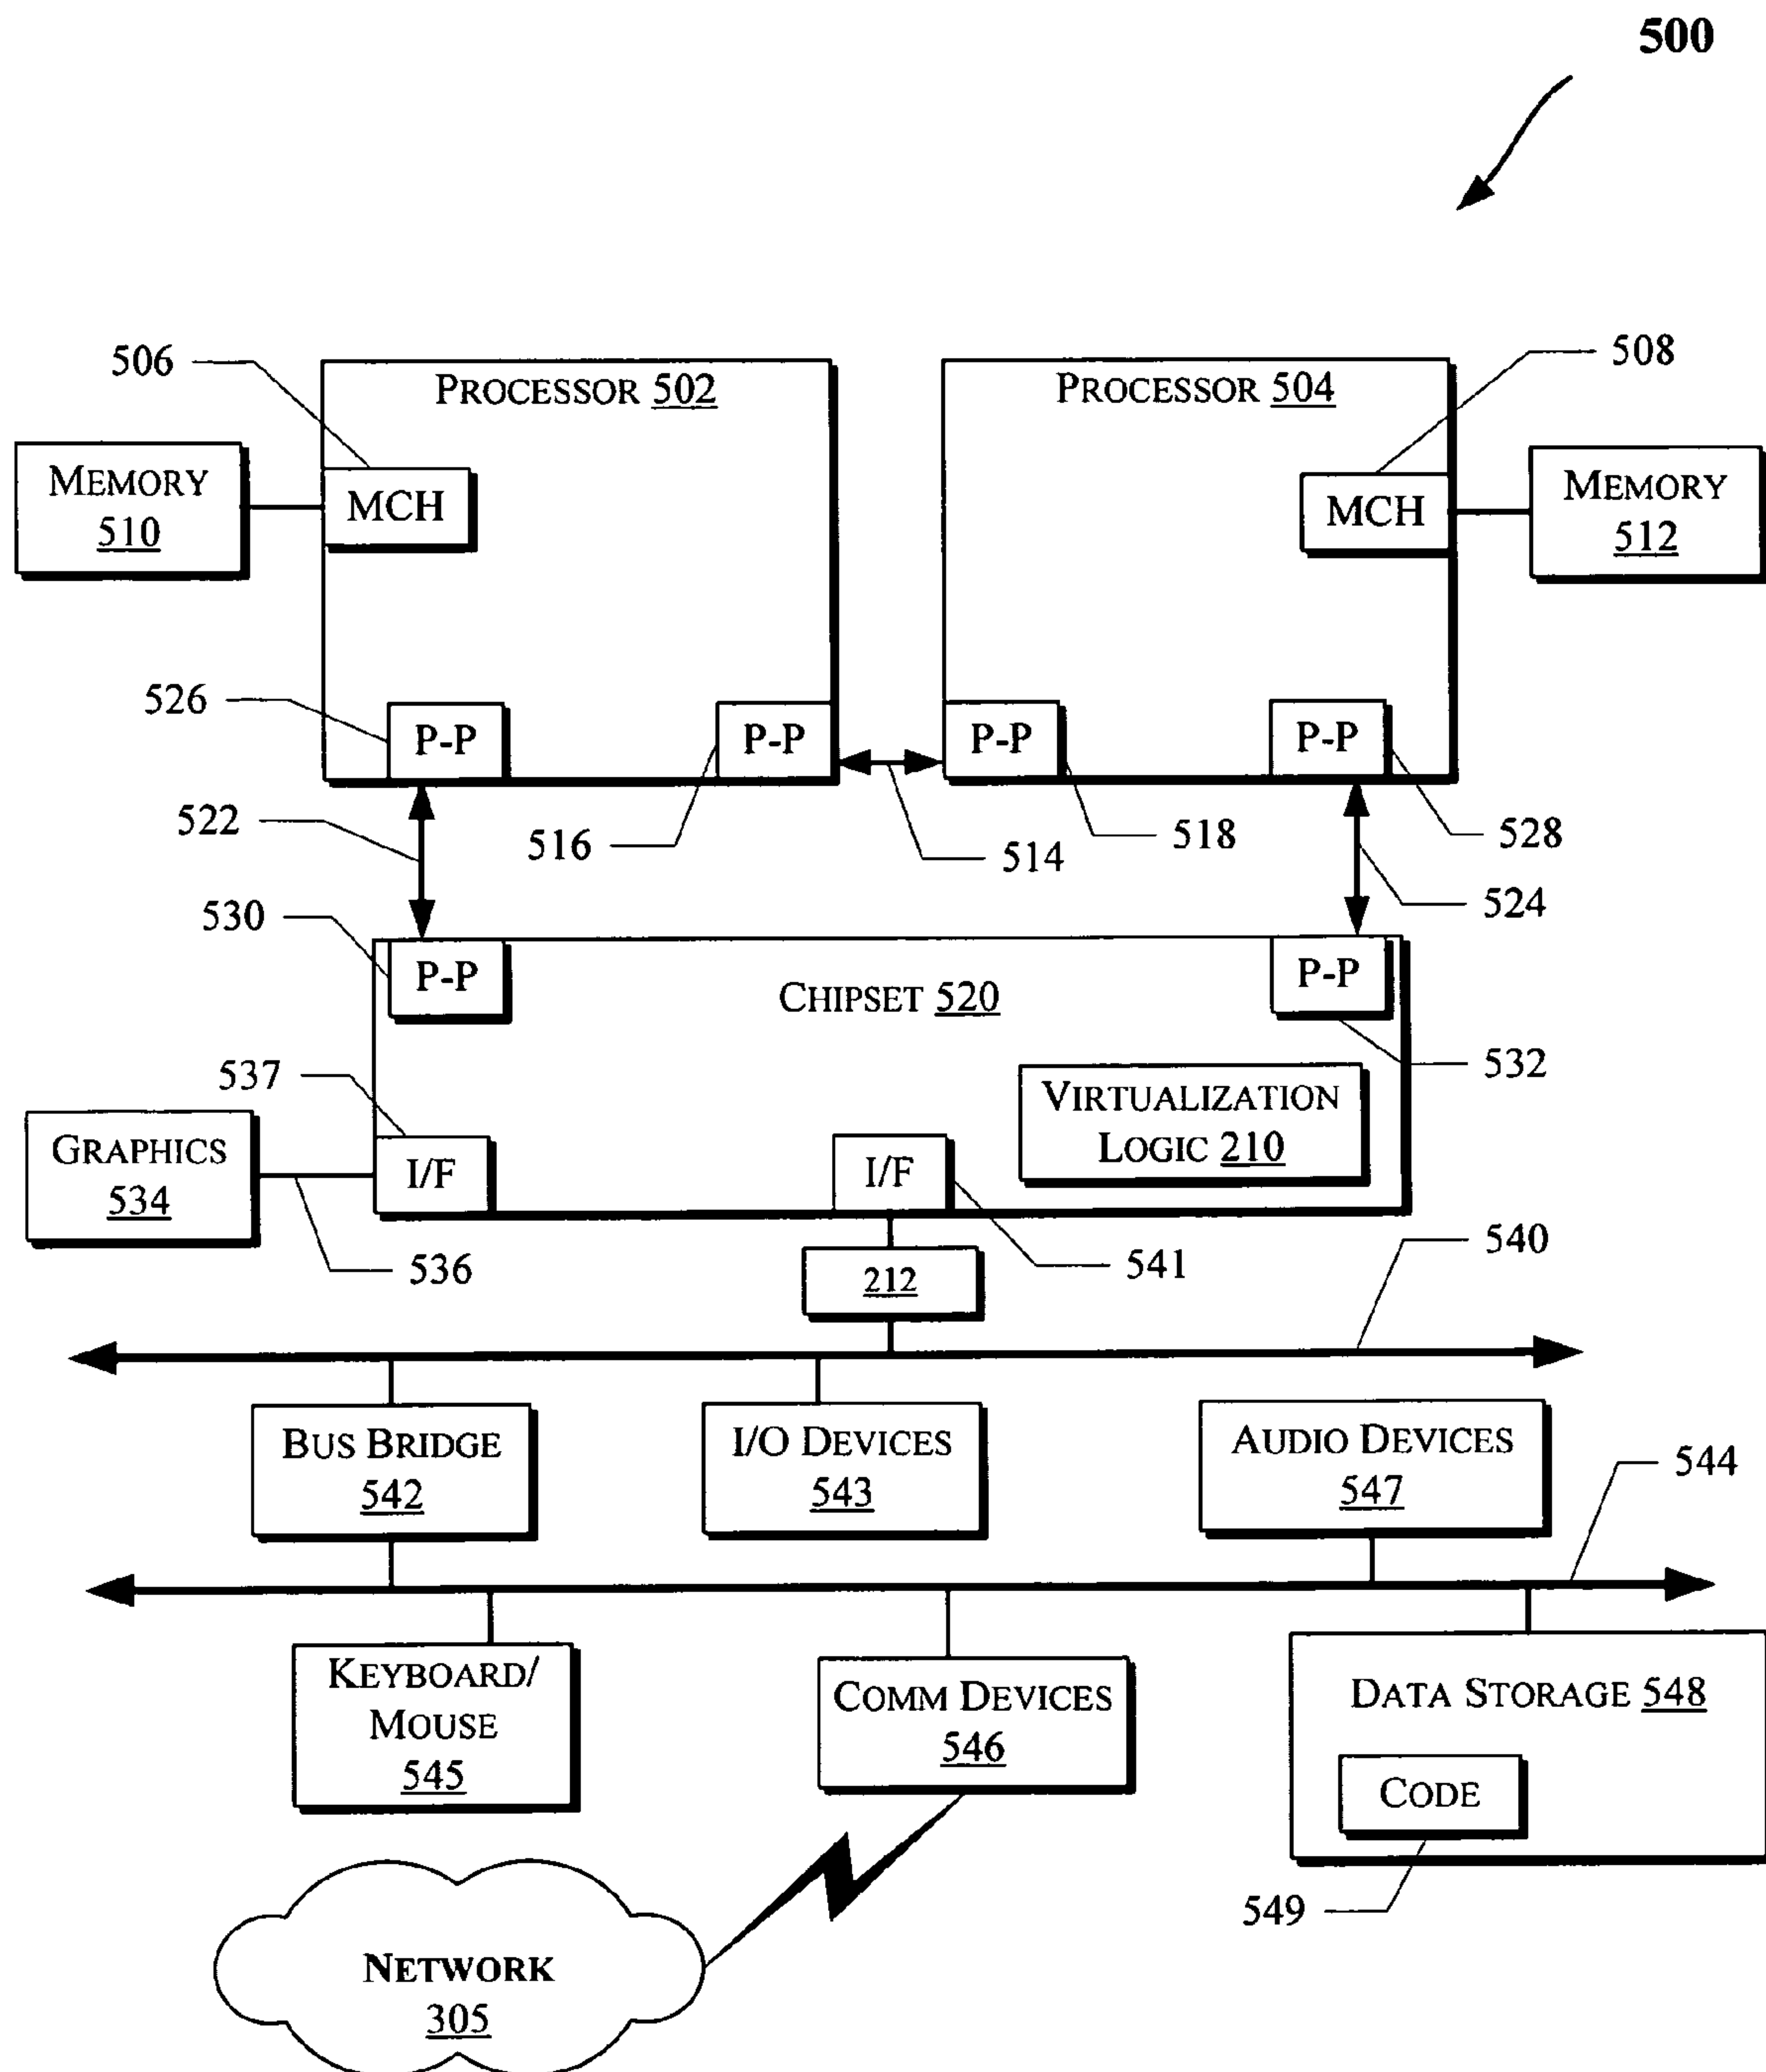 500
506
508
PROCESSOR 502
PROCESSOR 504
MEMORY
510
MCH
MCH
MEMORY
512
526
P-P
P-P
P-P
P-P
522
516
514
518
528
524
530
P-P
CHIPSET 520
P-P
532
537
VIRTUALIZATION
LOGIC 210
GRAPHICS
534
I/F
I/F
536
541
540
212
BUS BRIDGE
542
I/O DEVICES
543
AUDIO DEVICES
547
544
KEYBOARD/
MOUSE
545
COMM DEVICES
546
DATA STORAGE 548
CODE
549
NETWORK
305